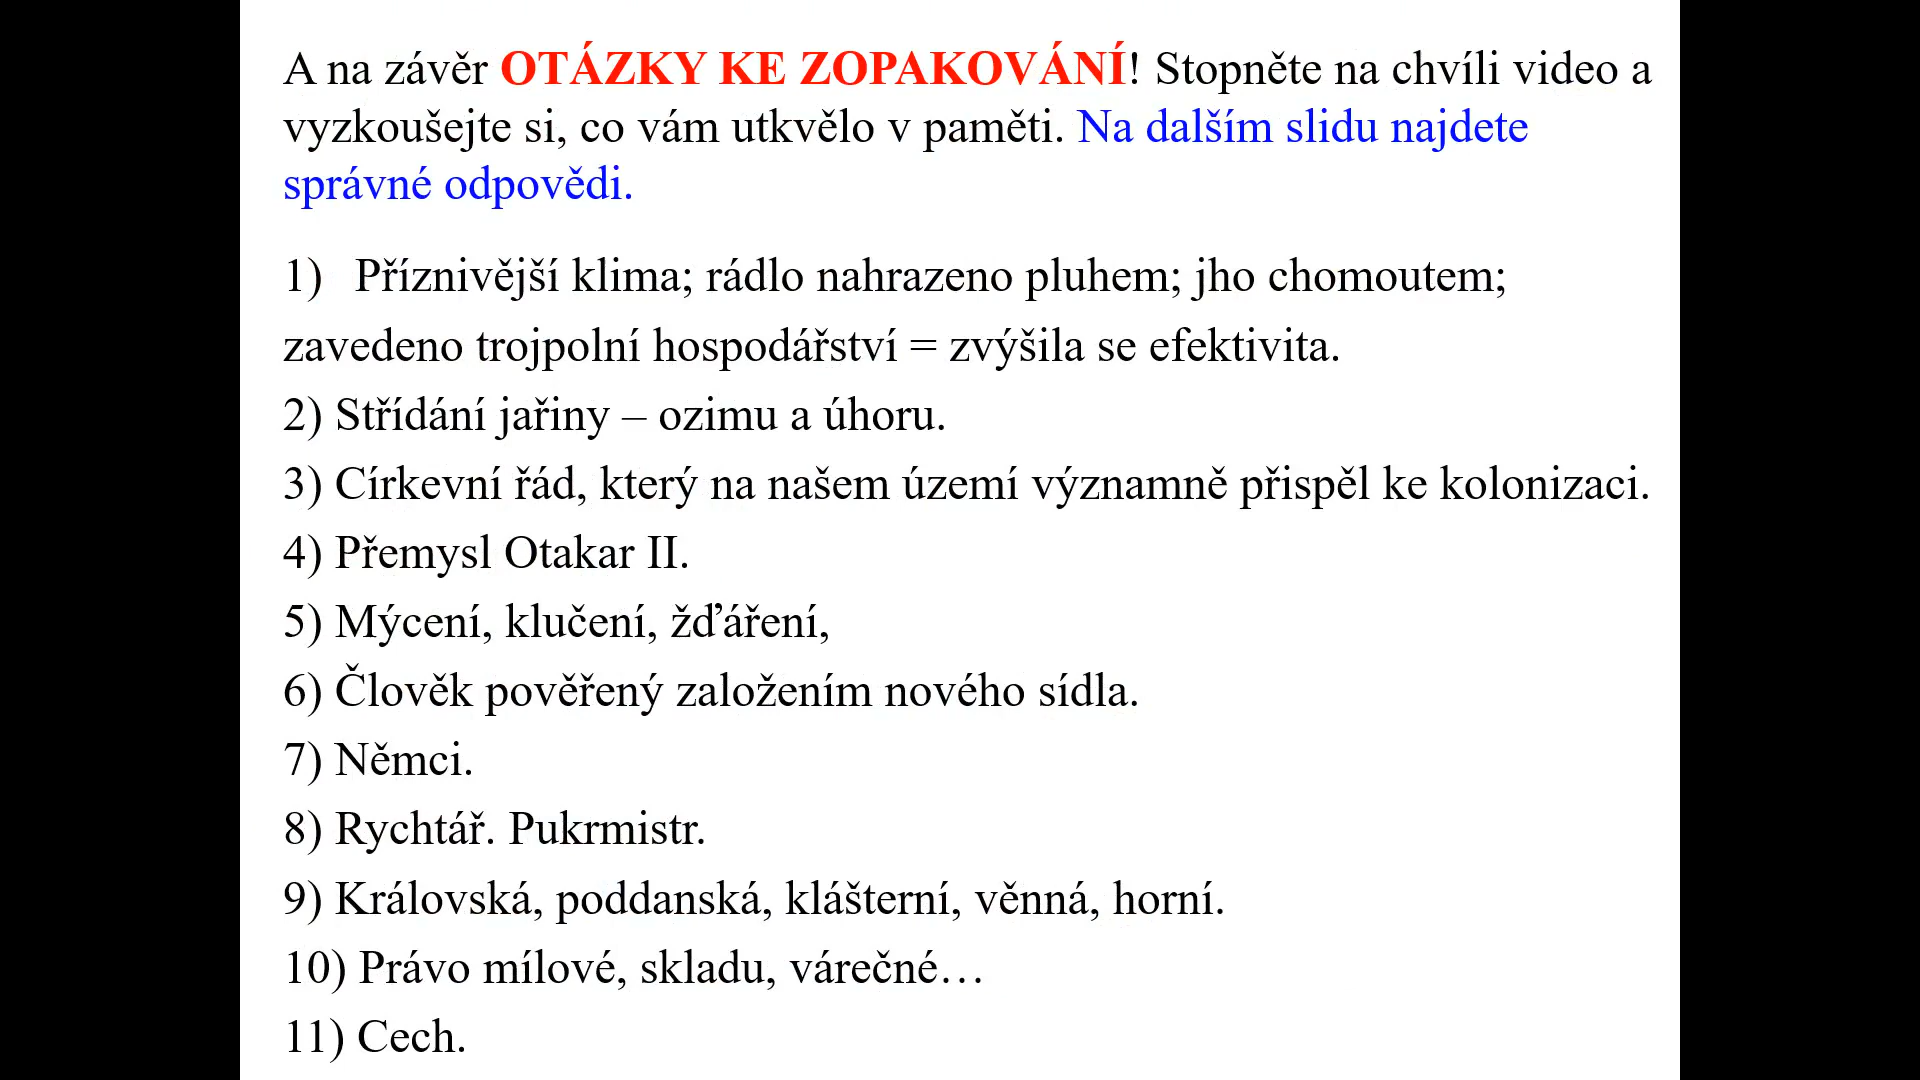 A na závěr OTÁZKY KE ZOPAKOVÁNÍ! Stopněte na chvíli video a
vyzkoušejte si, co vám utkvělo v paměti. Na dalším slidu najdete
správné odpovědi.
1) Příznivější klima; rádlo nahrazeno pluhem; jho chomoutem;
zavedeno trojpolní hospodářství = zvýšila se efektivita.
2) Střídání jařiny – ozimu a úhoru.
3) Církevní řád, který na našem území významně přispěl ke kolonizaci.
4) Přemysl Otakar II.
5) Mýcení, klučení, žďáření,
6) Člověk pověřený založením nového sídla.
7) Němci.
8) Rychtář. Pukrmistr.
9) Královská, poddanská, klášterní, věnná, horní.
10) Právo mílové, skladu, várečné…
11) Cech.